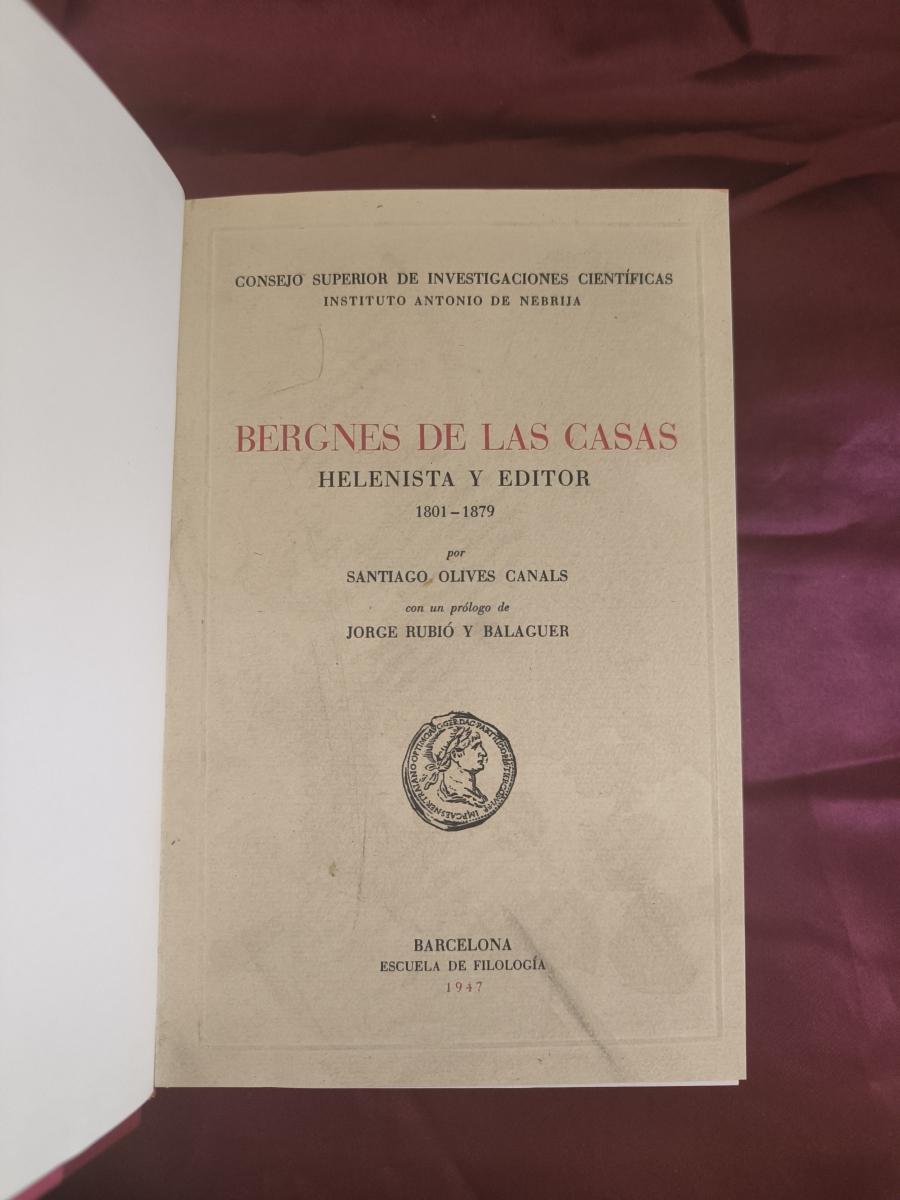 CONSEJO SUPERIOR DE INVESTIGACIONES CIENTÍFICAS
INSTITUTO ANTONIO DE NEBRIJA
BERGNES DE LAS CASAS
HELENISTA Y EDITOR
1801 – 1879
por
SANTIAGO OLIVES CANALS
con un prólogo de
JORGE RUBIÓ Y BALAGUER
BARCELONA
ESCUELA DE FILOLOGÍA
1947